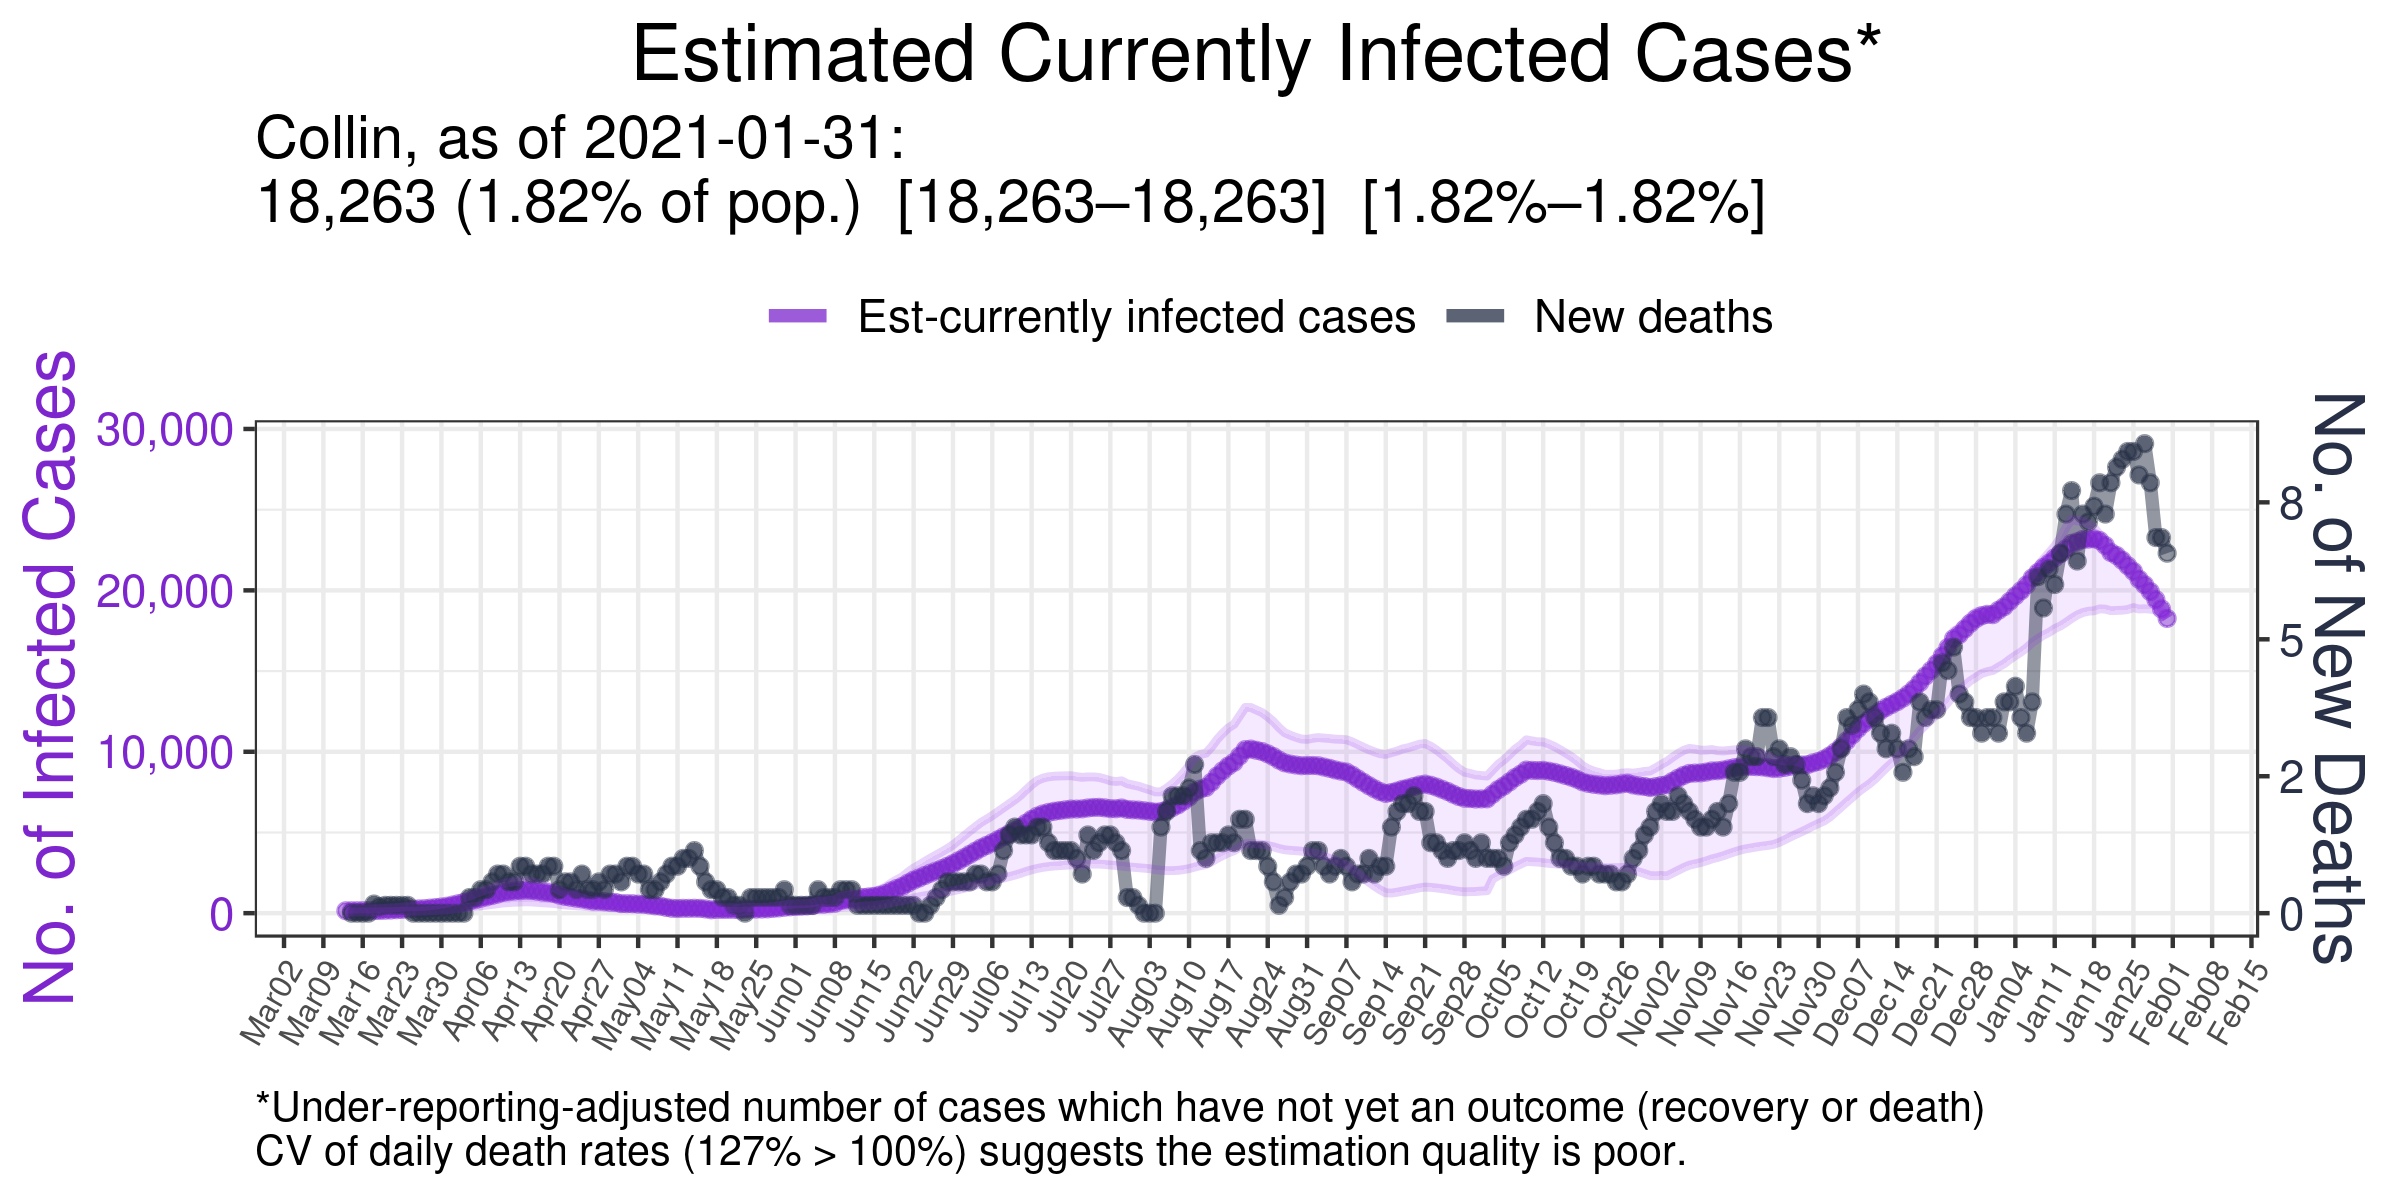 Estimated Currently Infected Cases*
Collin, as of 2021-01-31:
18,263 (1.82% of pop.) [18,263–18,263] [1.82%–1.82%]
Est-currently infected cases
New deaths
No. of Infected Cases
30,000
20,000
10,000
0
8
5
2
0
No. of New Deaths
Mar02
Mar09
Mar16
Mar23
Mar30
Apr06
Apr13
Apr20
Apr27
May04
May11
May18
May25
Jun01
Jun08
Jun15
Jun22
Jun29
Jul06
Jul13
Jul20
Jul27
Aug03
Aug10
Aug17
Aug24
Aug31
Sep07
Sep14
Sep21
Sep28
Oct05
Oct12
Oct19
Oct26
Nov02
Nov09
Nov16
Nov23
Nov30
Dec07
Dec14
Dec21
Dec28
Jan04
Jan11
Jan18
Jan25
Feb01
Feb08
Feb15
*Under-reporting-adjusted number of cases which have not yet an outcome (recovery or death)
CV of daily death rates (127% > 100%) suggests the estimation quality is poor.